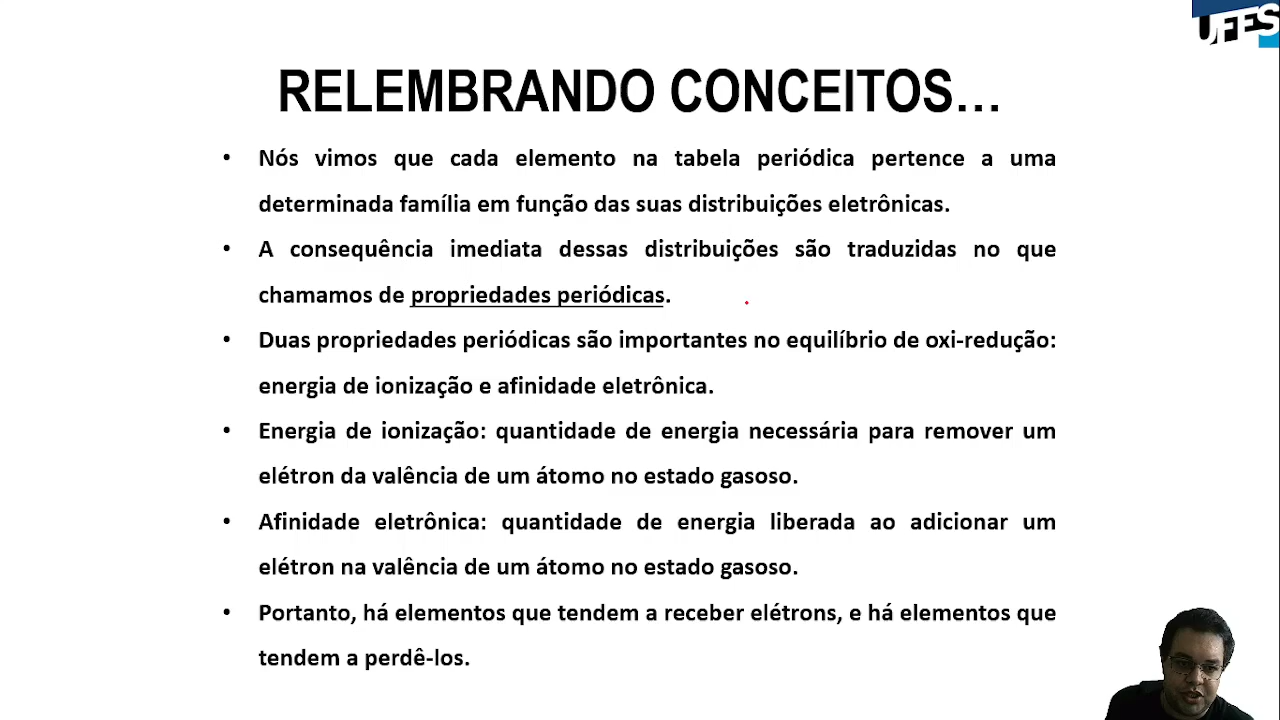 UFES
RELEMBRANDO CONCEITOS...
• Nós vimos que cada elemento na tabela periódica pertence a uma
determinada família em função das suas distribuições eletrônicas.
• A consequência imediata dessas distribuições são traduzidas no que
chamamos de propriedades periódicas.
• Duas propriedades periódicas são importantes no equilíbrio de oxi-redução:
energia de ionização e afinidade eletrônica.
• Energia de ionização: quantidade de energia necessária para remover um
elétron da valência de um átomo no estado gasoso.
• Afinidade eletrônica: quantidade de energia liberada ao adicionar um
elétron na valência de um átomo no estado gasoso.
• Portanto, há elementos que tendem a receber elétrons, e há elementos que
tendem a perdê-los.